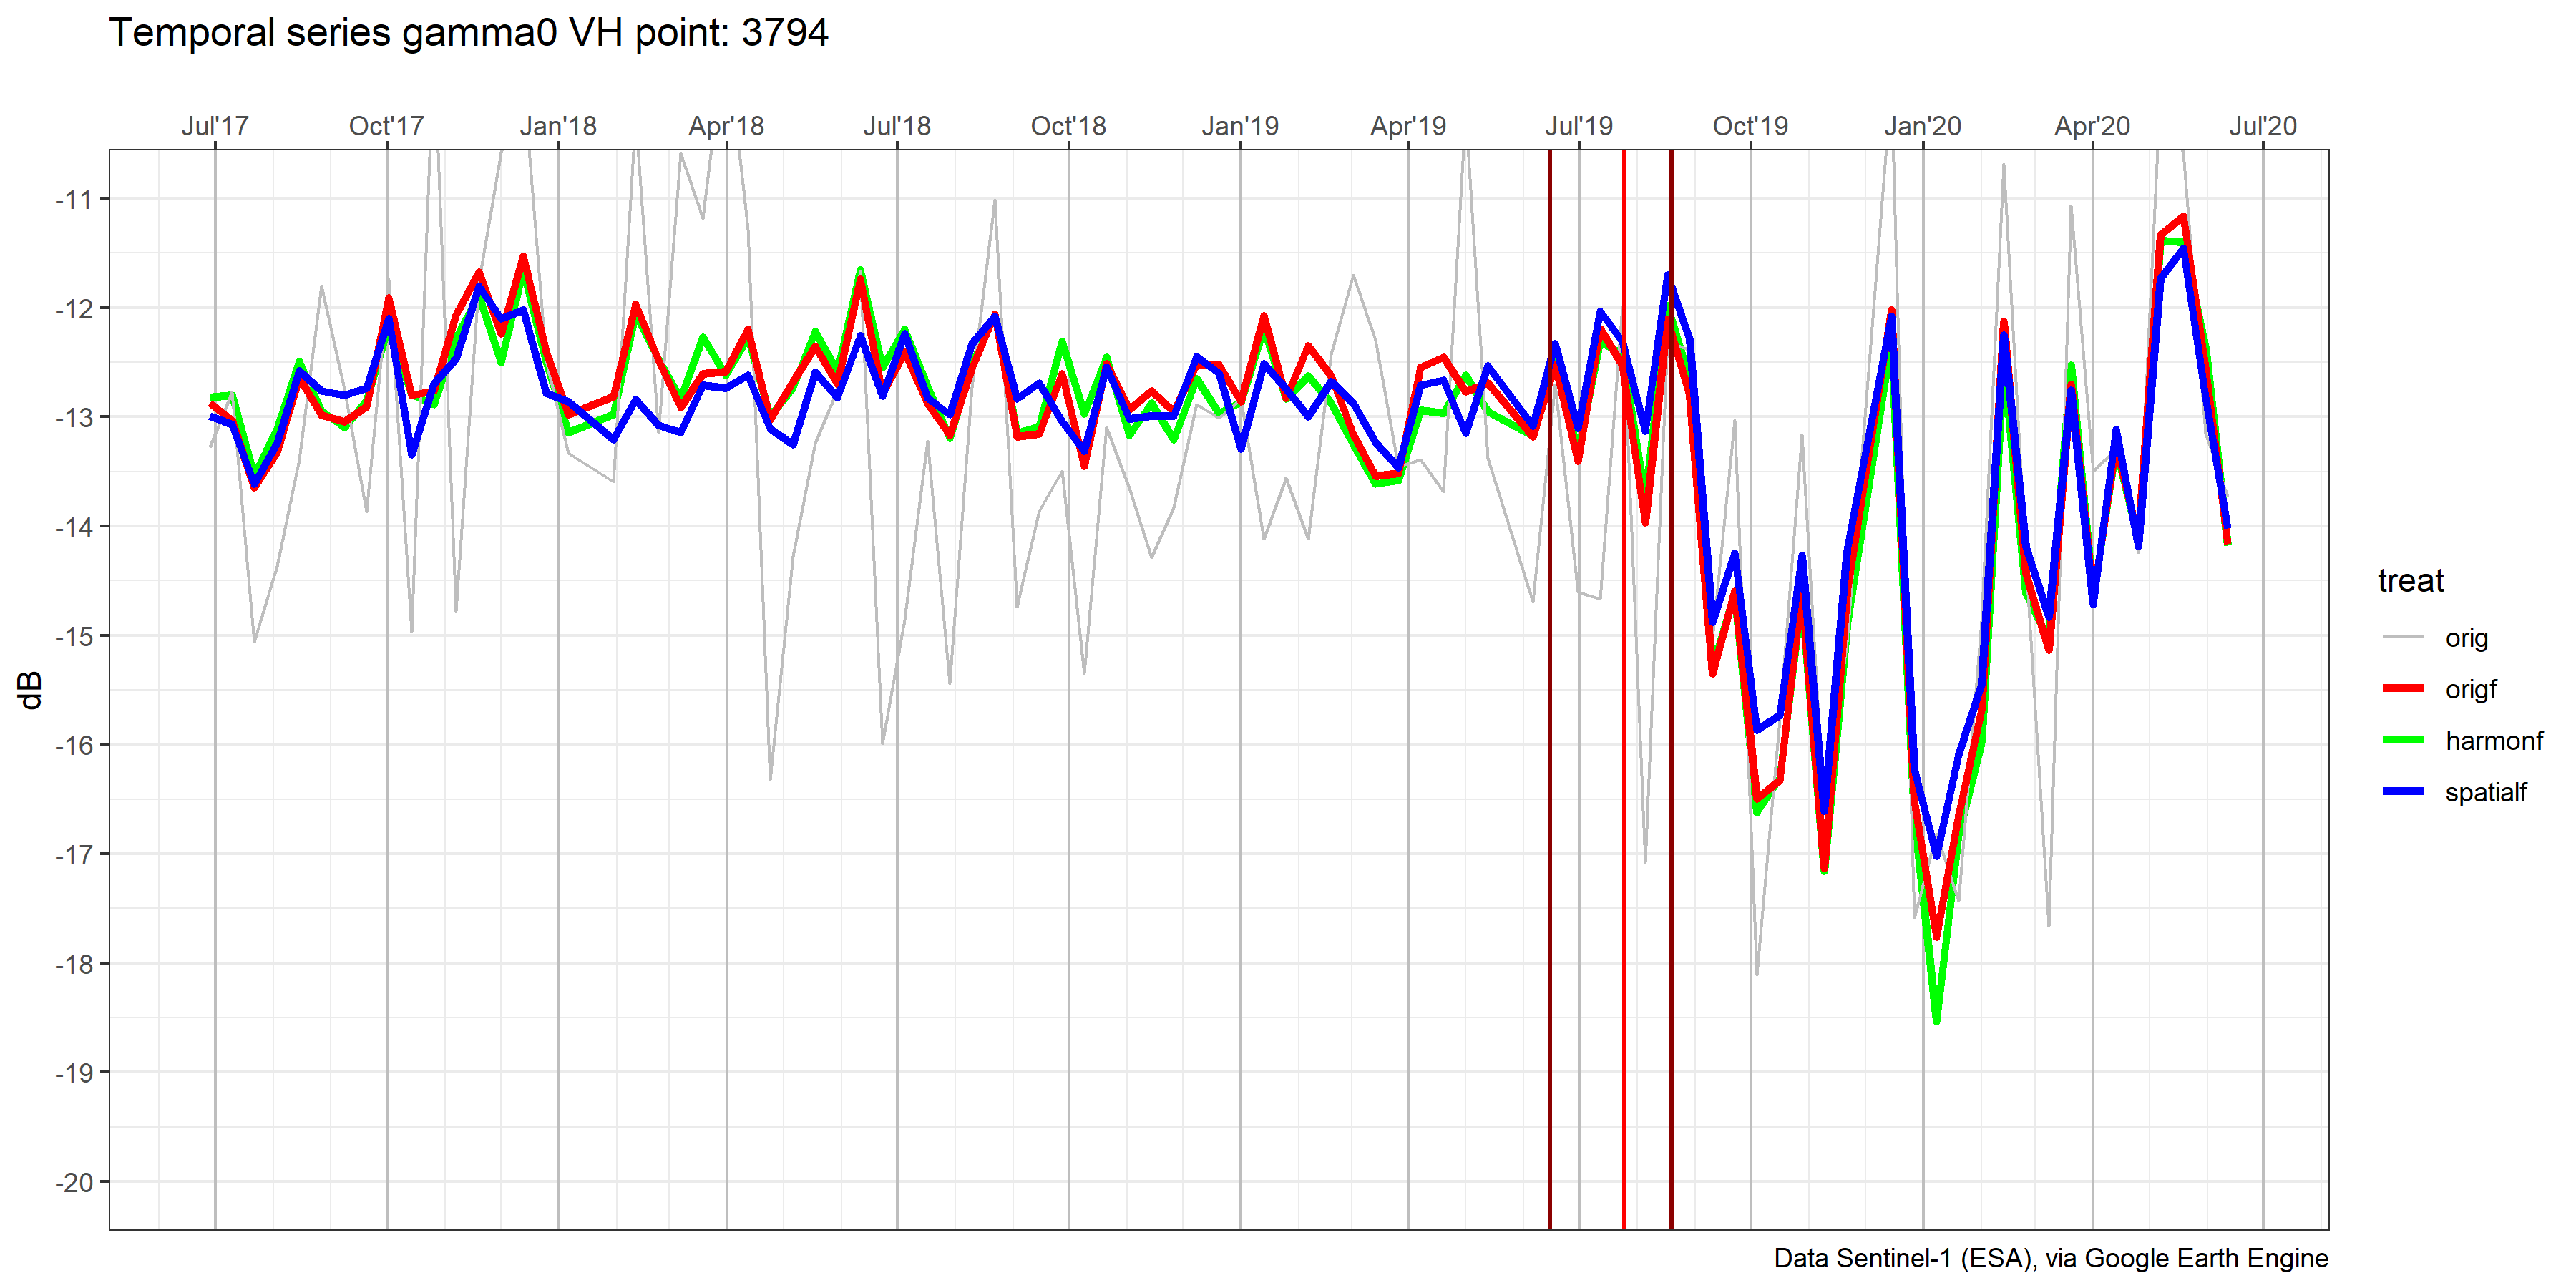 Temporal series gamma0 VH point: 3794
Jul'17 Oct'17 Jan'18 Apr'18 Jul'18 Oct'18 Jan'19 Apr'19 Jul'19 Oct'19 Jan'20 Apr'20 Jul'20
-11
-12
-13
-14
-15
-16
-17
-18
-19
-20
dB
treat
orig
origf
harmonf
spatialf
Data Sentinel-1 (ESA), via Google Earth Engine